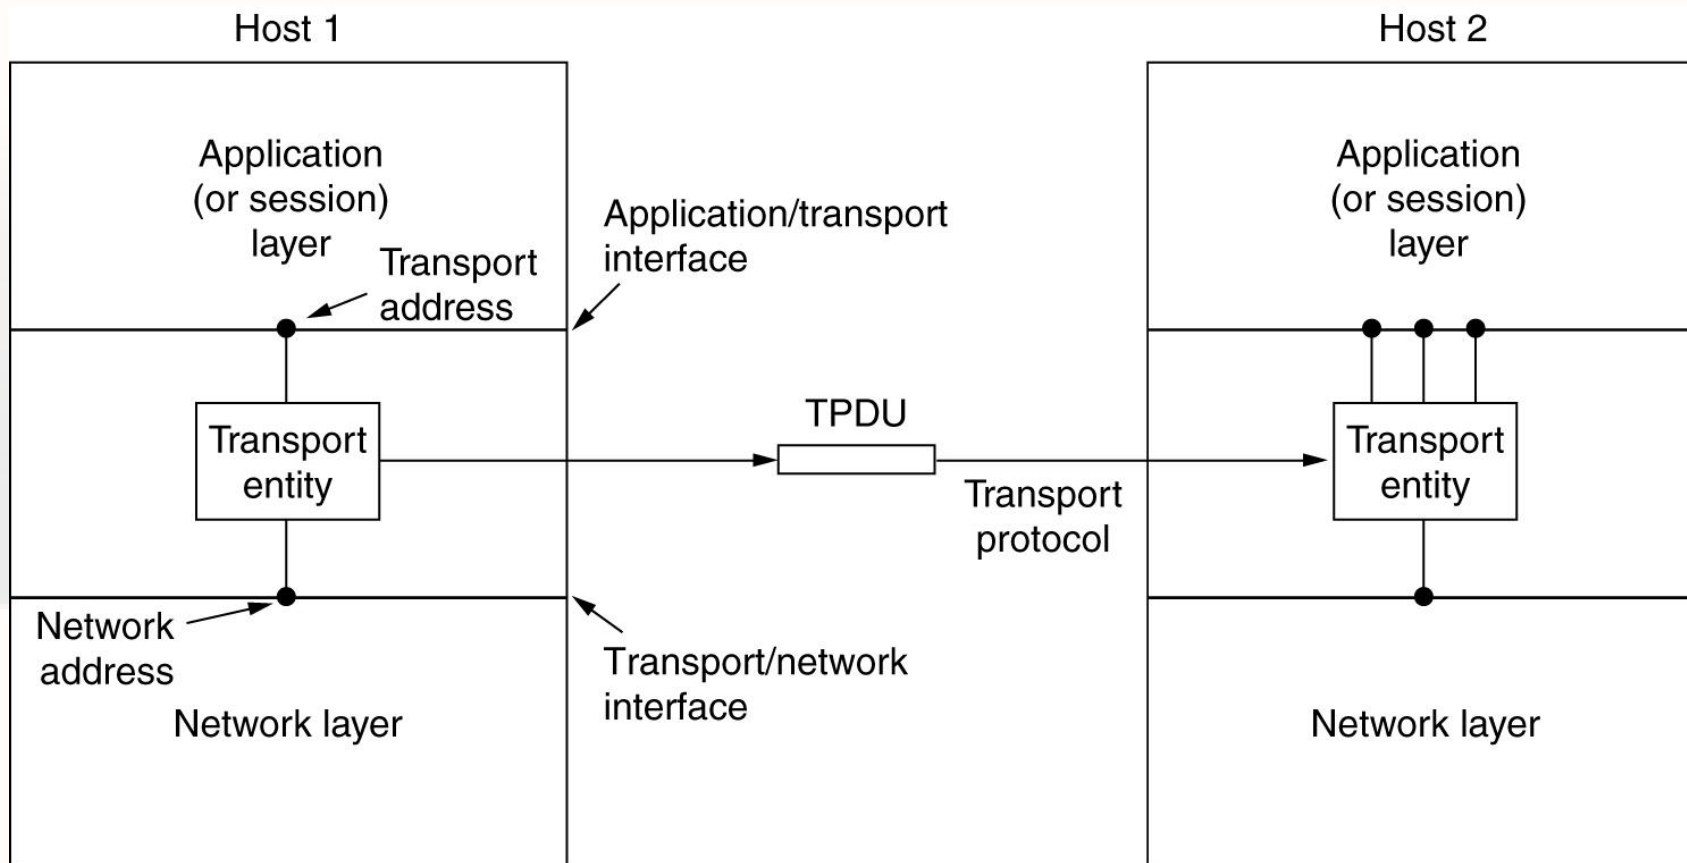 Host 1
Host 2
Application
(or session)
layer
Transport
address
Application/transport
interface
Application
(or session)
layer
Transport
entity
TPDU
Transport
protocol
Transport
entity
Network
address
Transport/network
interface
Network layer
Network layer